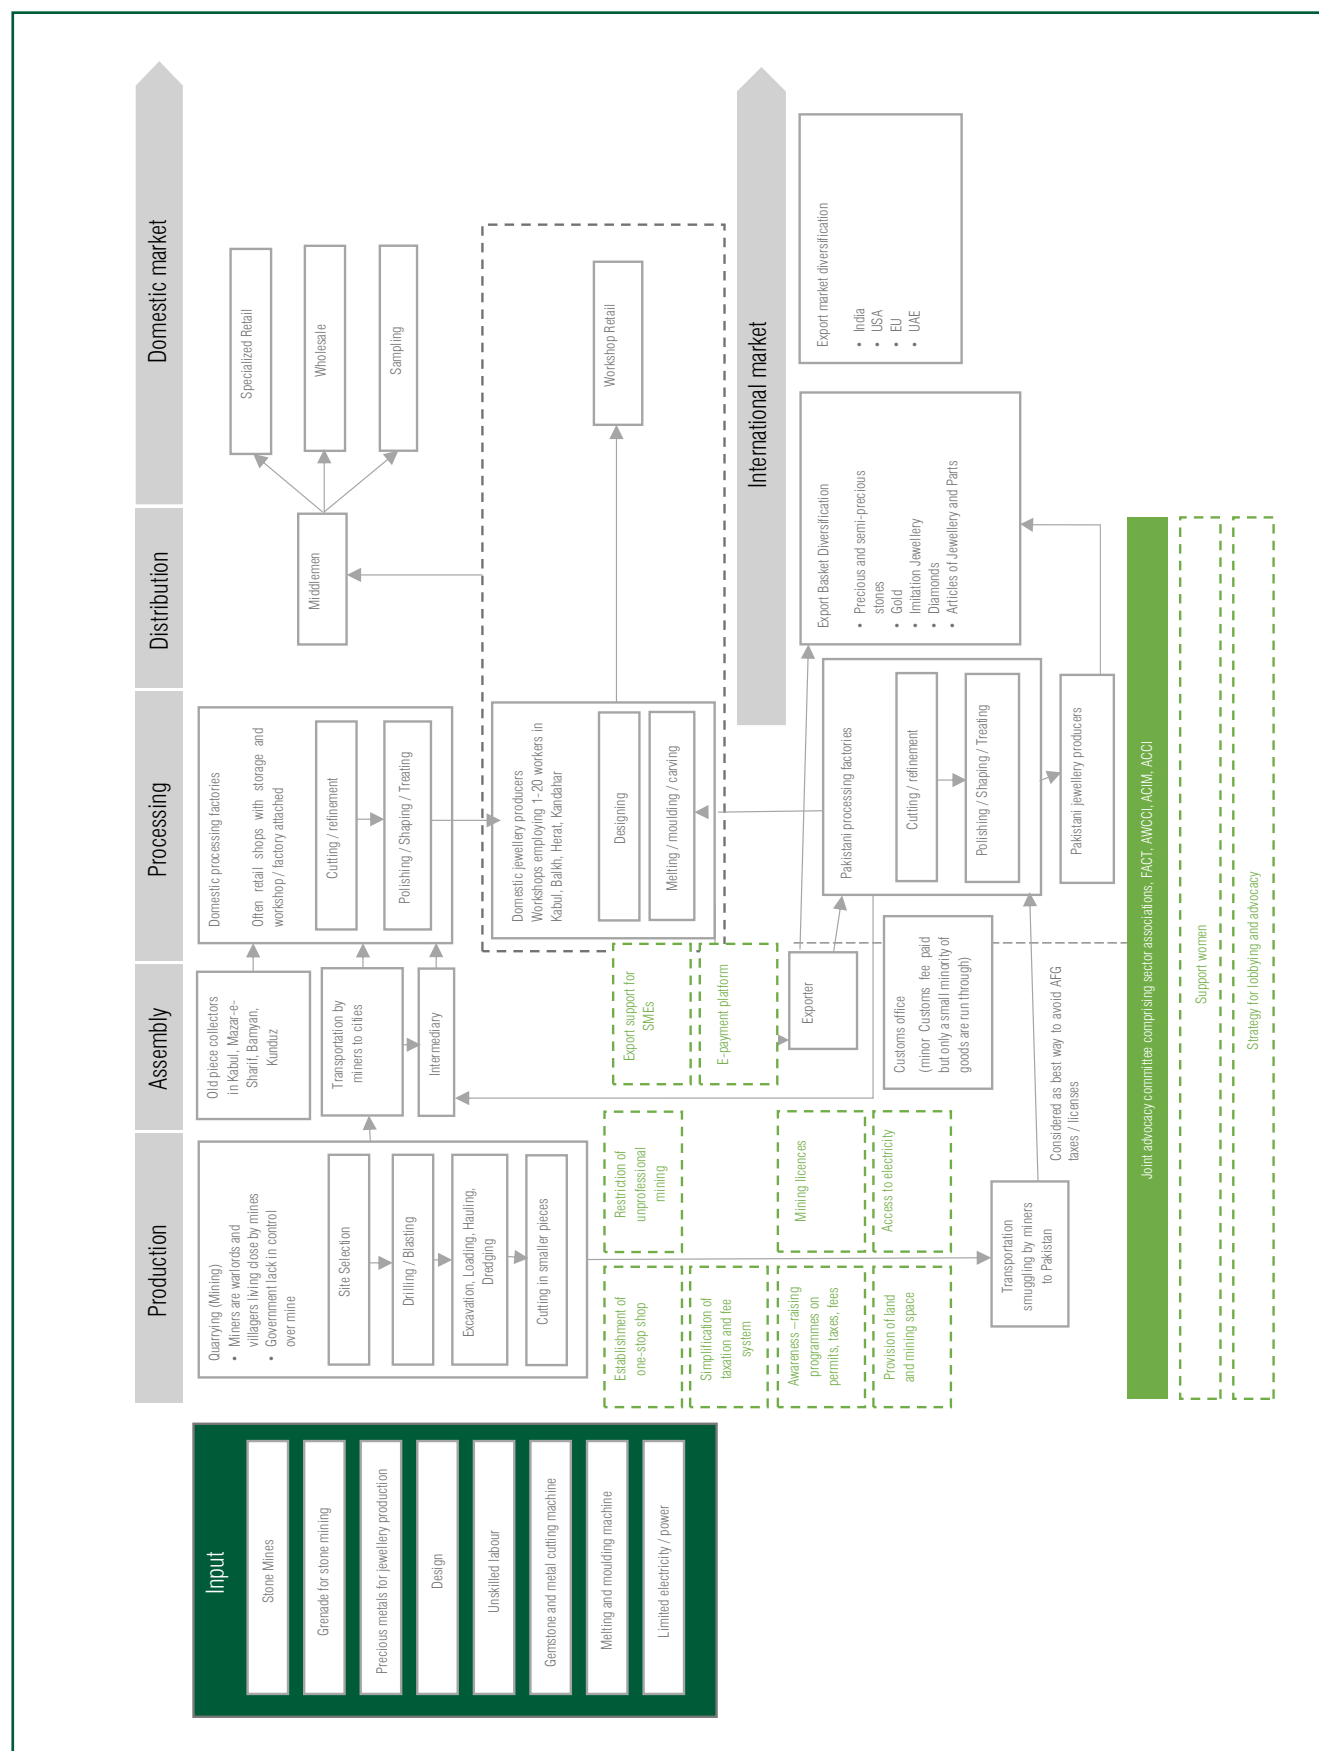 Input
Stone Mines
Grenade for stone mining
Precious metals for jewellery production
Design
Unskilled labour
Gemstone and metal cutting machine
Melting and moulding machine
Limited electricity / power
Production
Assembly
Processing
Distribution
Domestic market
Quarrying (Mining)
• Miners are warlords and
villagers living close by mines
• Government lack in control
over mine
Site Selection
Drilling / Blasting
Excavation, Loading, Hauling,
Dredging
Cutting in smaller pieces
Establishment of
one-stop shop
Restriction of
unprofessional
mining
Simplification of
taxation and fee
system
Awareness –raising
programmes on
permits, taxes, fees
Mining licences
Provision of land
and mining space
Access to electricity
Transportation
smuggling by miners
to Pakistan
Considered as best way to avoid AFG
taxes / licenses
Old piece collectors
in Kabul, Mazar-e-
Sharif, Bamyan,
Kunduz
Transportation by
miners to cities
Intermediary
Export support for
SMEs
E-payment platform
Exporter
Customs office
(minor Customs fee paid
but only a small minority of
goods are run through)
Domestic processing factories
Often retail shops with storage and
workshop / factory attached
Cutting / refinement
Polishing / Shaping / Treating
Domestic jewellery producers
Workshops employing 1-20 workers in
Kabul, Balkh, Herat, Kandahar
Designing
Melting / moulding / carving
Pakistani processing factories
Cutting / refinement
Polishing / Shaping / Treating
Pakistani jewellery producers
Middlemen
Specialized Retail
Wholesale
Sampling
Workshop Retail
International market
Export Basket Diversification
• Precious and semi-precious
stones
• Gold
• Imitation Jewellery
• Diamonds
• Articles of Jewellery and Parts
Export market diversification
• India
• USA
• EU
• UAE
Joint advocacy committee comprising sector associations, FACT, AWCCI, ACIM, ACCI
Support women
Strategy for lobbying and advocacy